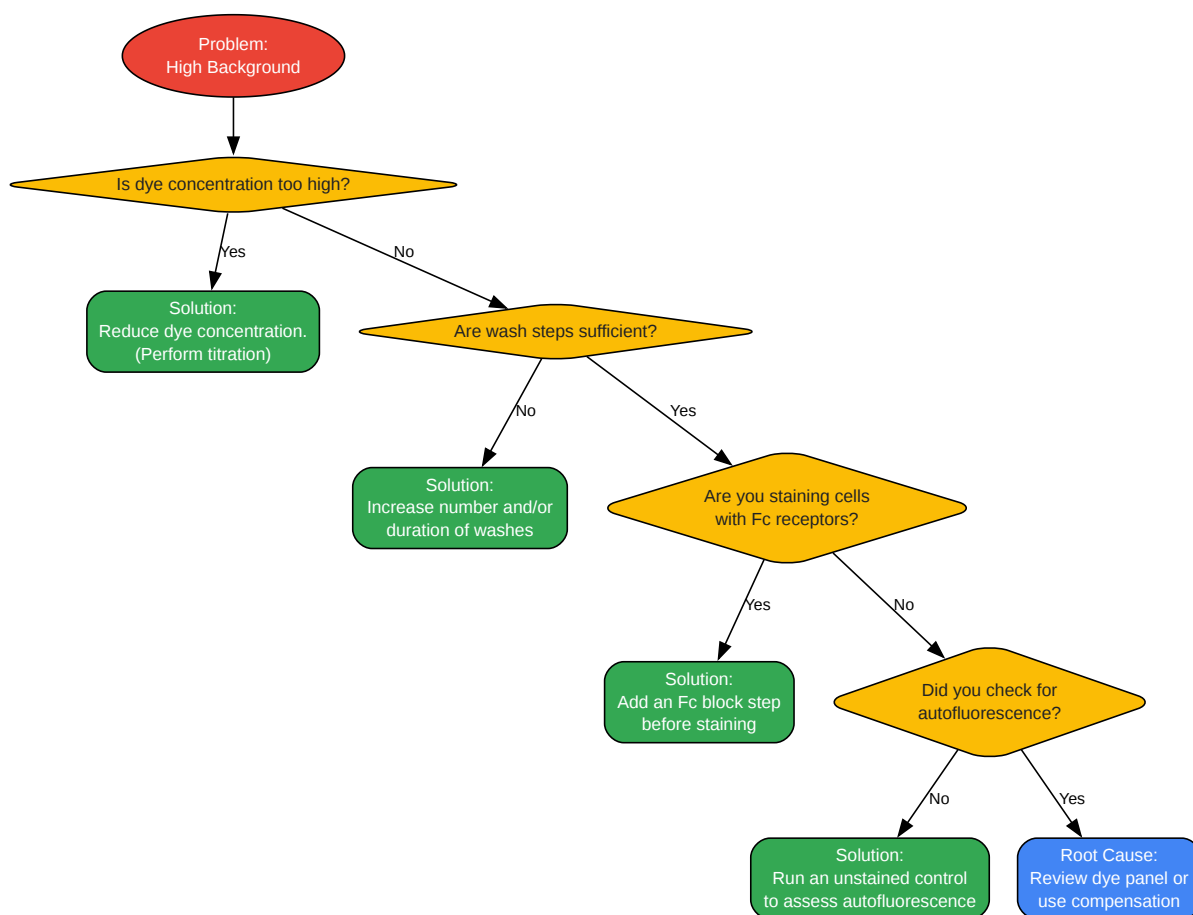 Problem:
High Background
Is dye concentration too high?
Yes
No
Solution:
Reduce dye concentration.
(Perform titration)
Are wash steps sufficient?
No
Yes
Solution:
Increase number and/or
duration of washes
Are you staining cells
with Fc receptors?
Yes
No
Solution:
Add an Fc block step
before staining
Did you check for
autofluorescence?
No
Yes
Solution:
Run an unstained control
to assess autofluorescence
Root Cause:
Review dye panel or
use compensation